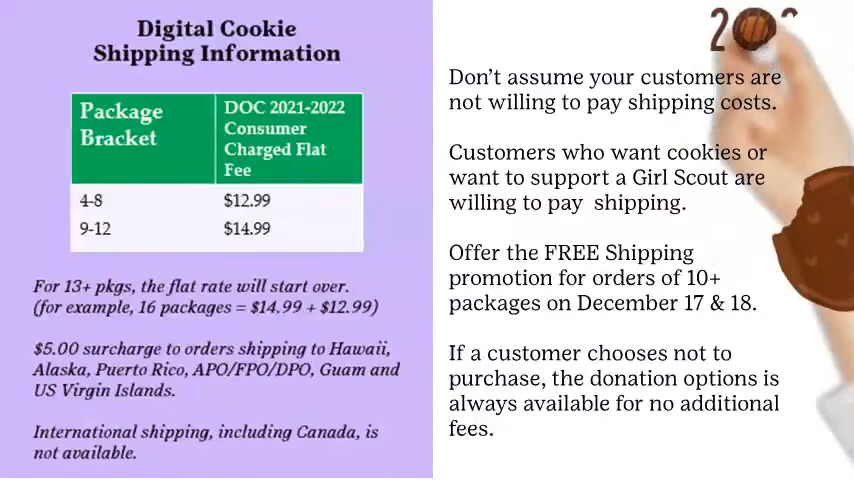 Digital Cookie
Shipping Information
Package
Bracket
DOC 2021-2022
Consumer
Charged Flat
Fee
4-8
$12.99
9-12
$14.99
For 13+ pkgs, the flat rate will start over.
(for example, 16 packages = $14.99 + $12.99)
$5.00 surcharge to orders shipping to Hawaii,
Alaska, Puerto Rico, APO/FPO/DPO, Guam and
US Virgin Islands.
International shipping, including Canada, is
not available.
Don't assume your customers are
not willing to pay shipping costs.
Customers who want cookies or
want to support a Girl Scout are
willing to pay shipping.
Offer the FREE Shipping
promotion for orders of 10+
packages on December 17 & 18.
If a customer chooses not to
purchase, the donation options is
always available for no additional
fees.